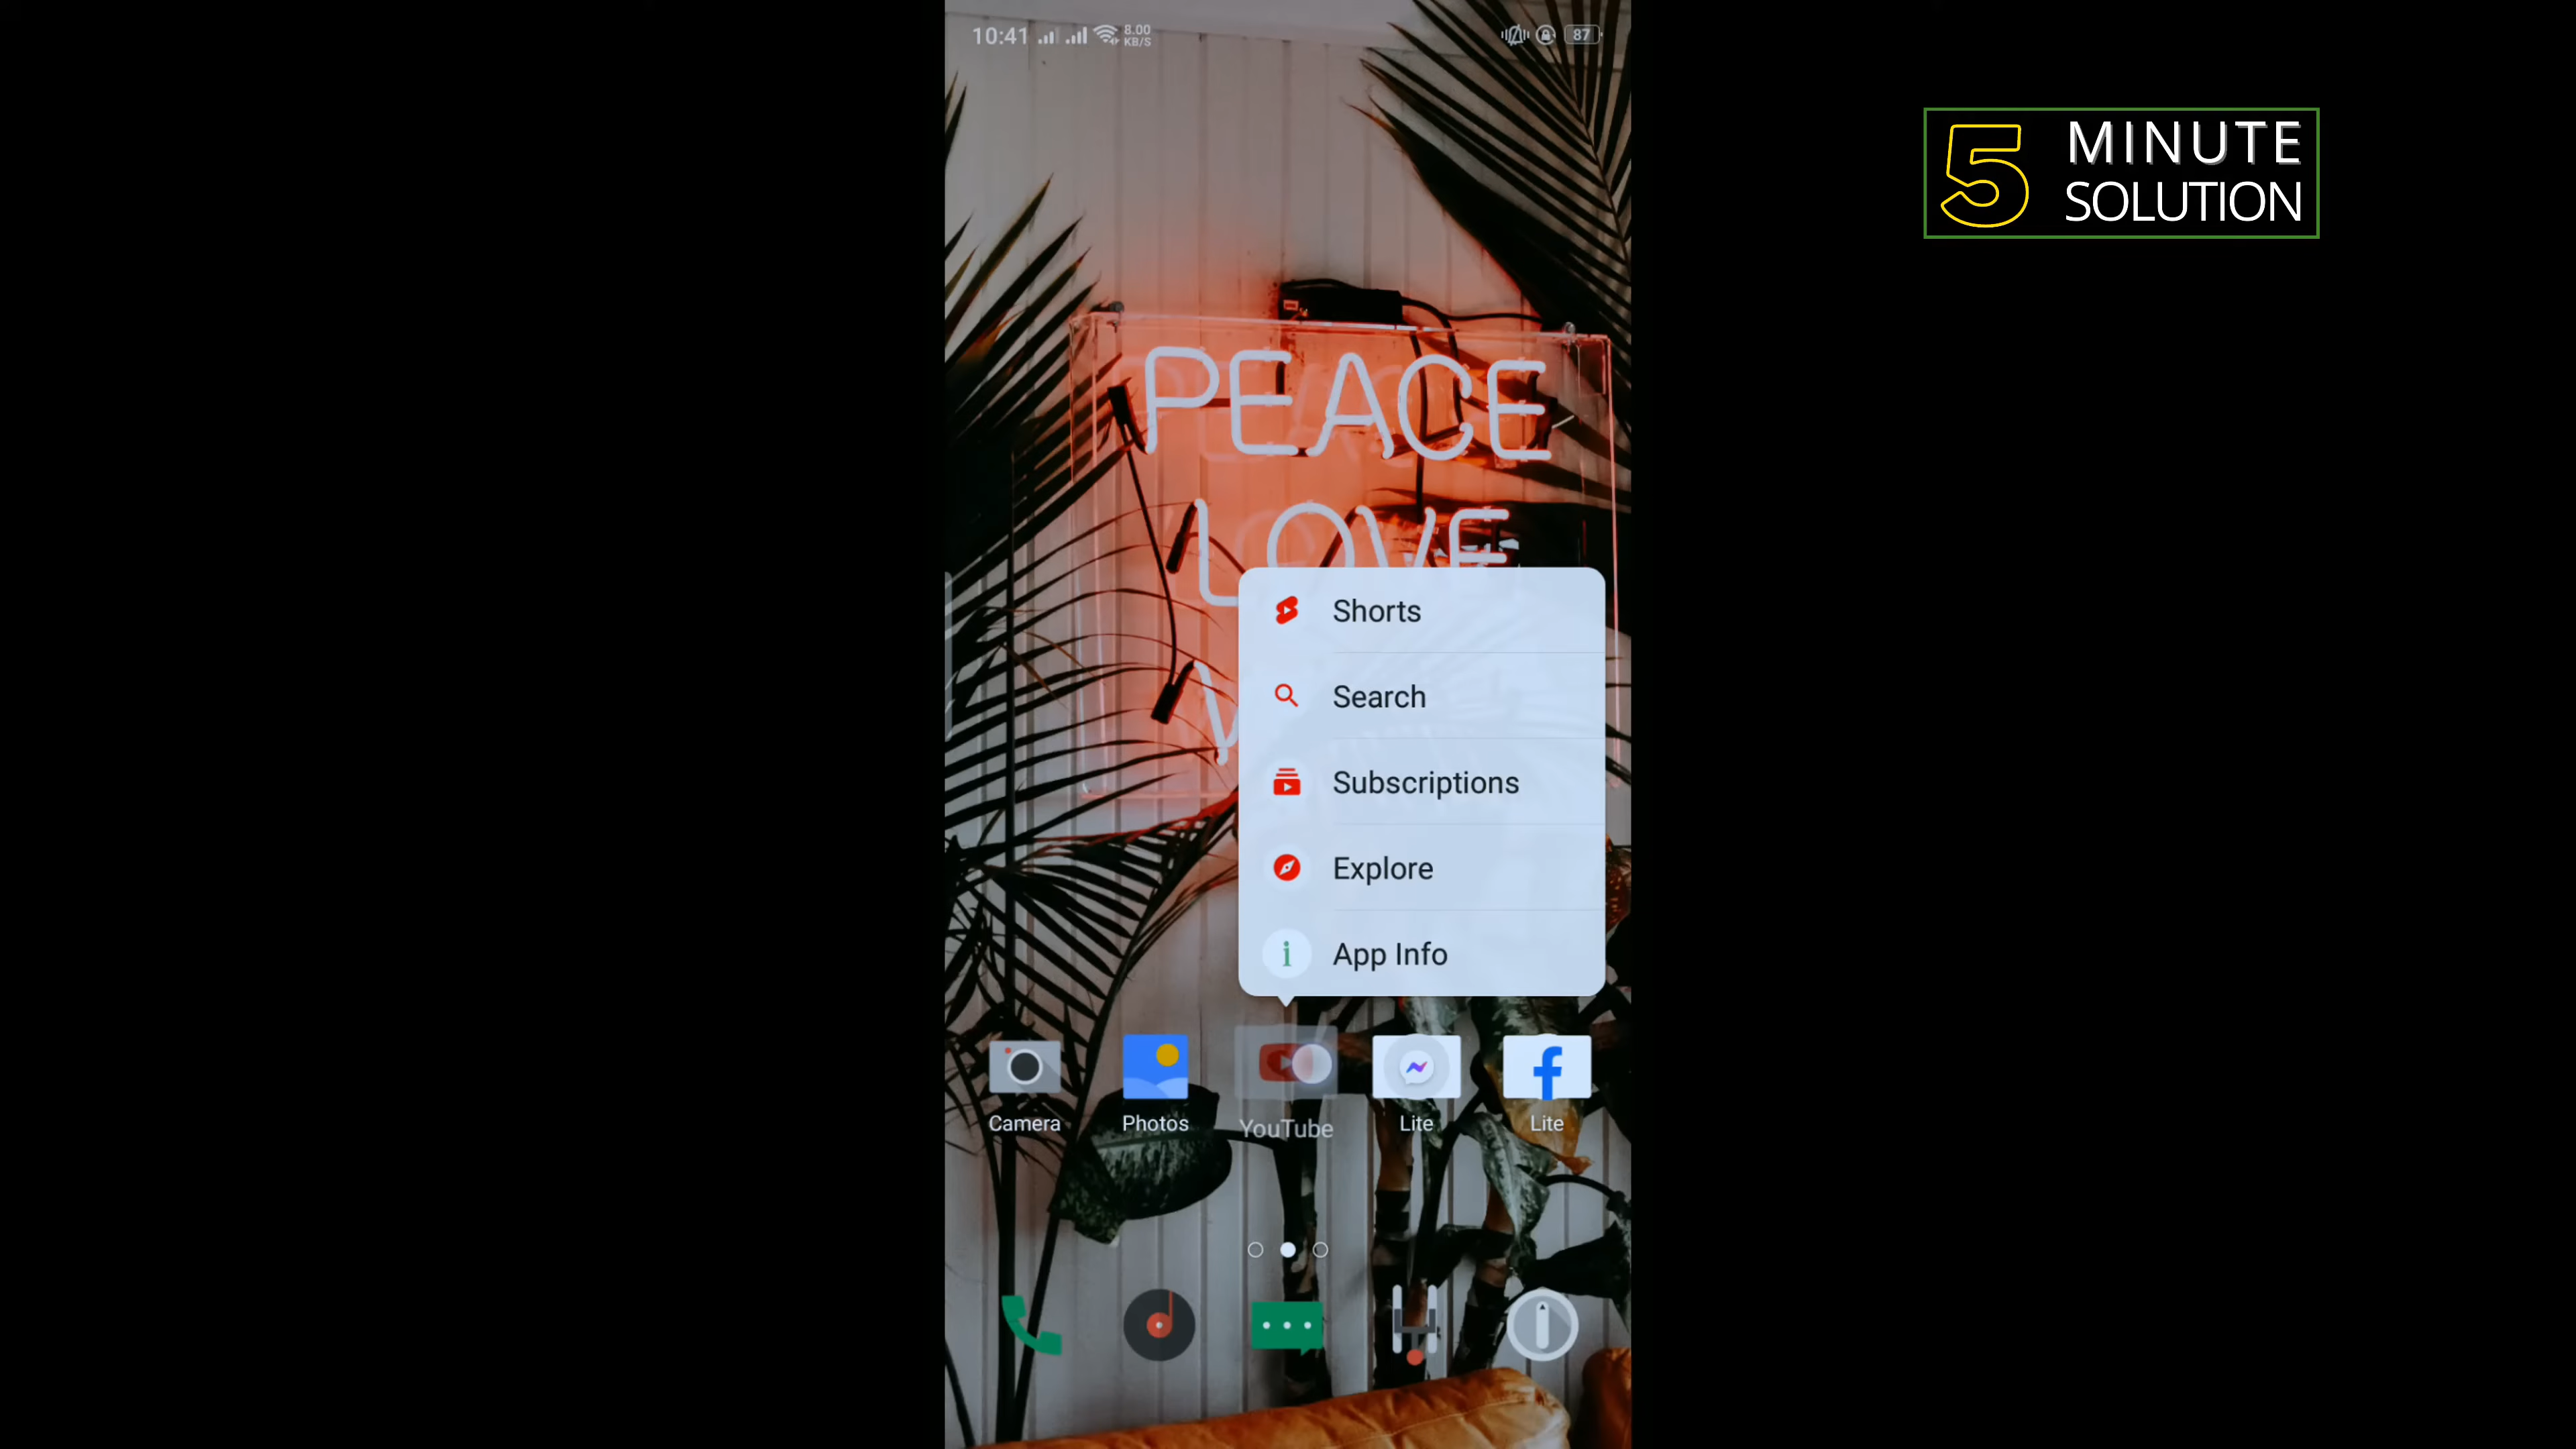 10:41
8.00
KB/S
87
5 MINUTE
SOLUTION
PEACE
LOVE
Shorts
Search
Subscriptions
Explore
App Info
Camera
Photos
YouTube
Lite
Lite